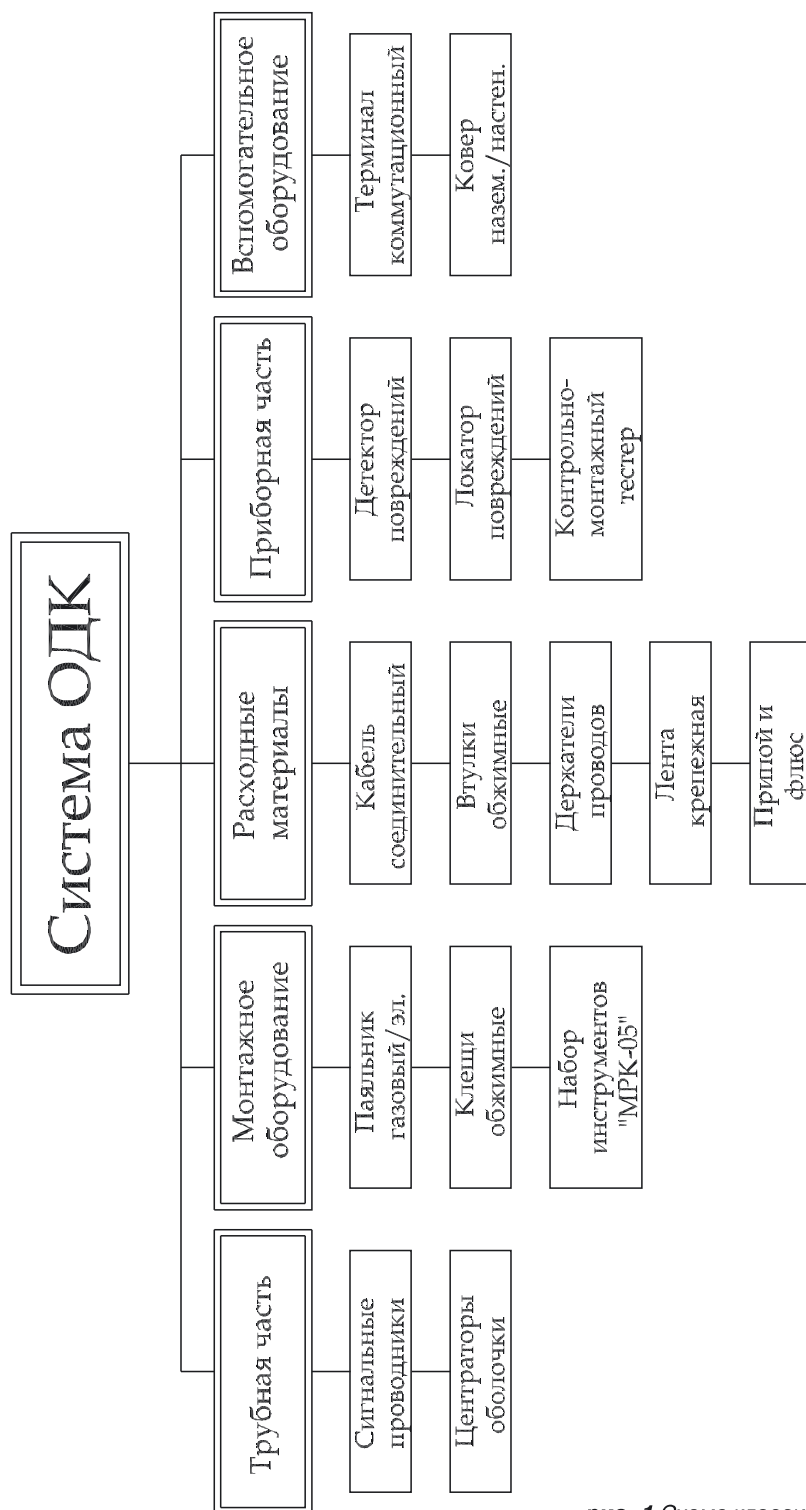 Система ОДК
Трубная часть
Сигнальные
проводники
Центраторы
оболочки
Монтажное
оборудование
Паяльник
газовый/эл.
Клещи
обжимные
Набор
инструментов
"МРК-05"
Расходные
материалы
Кабель
соединительный
Втулки
обжимные
Держатели
проводов
Лента
крепежная
Припой и
флюс
Приборная часть
Детектор
повреждений
Локатор
повреждений
Контрольно-
монтажный
тестер
Вспомогательное
оборудование
Терминал
коммутационный
Ковер
назем./настен.